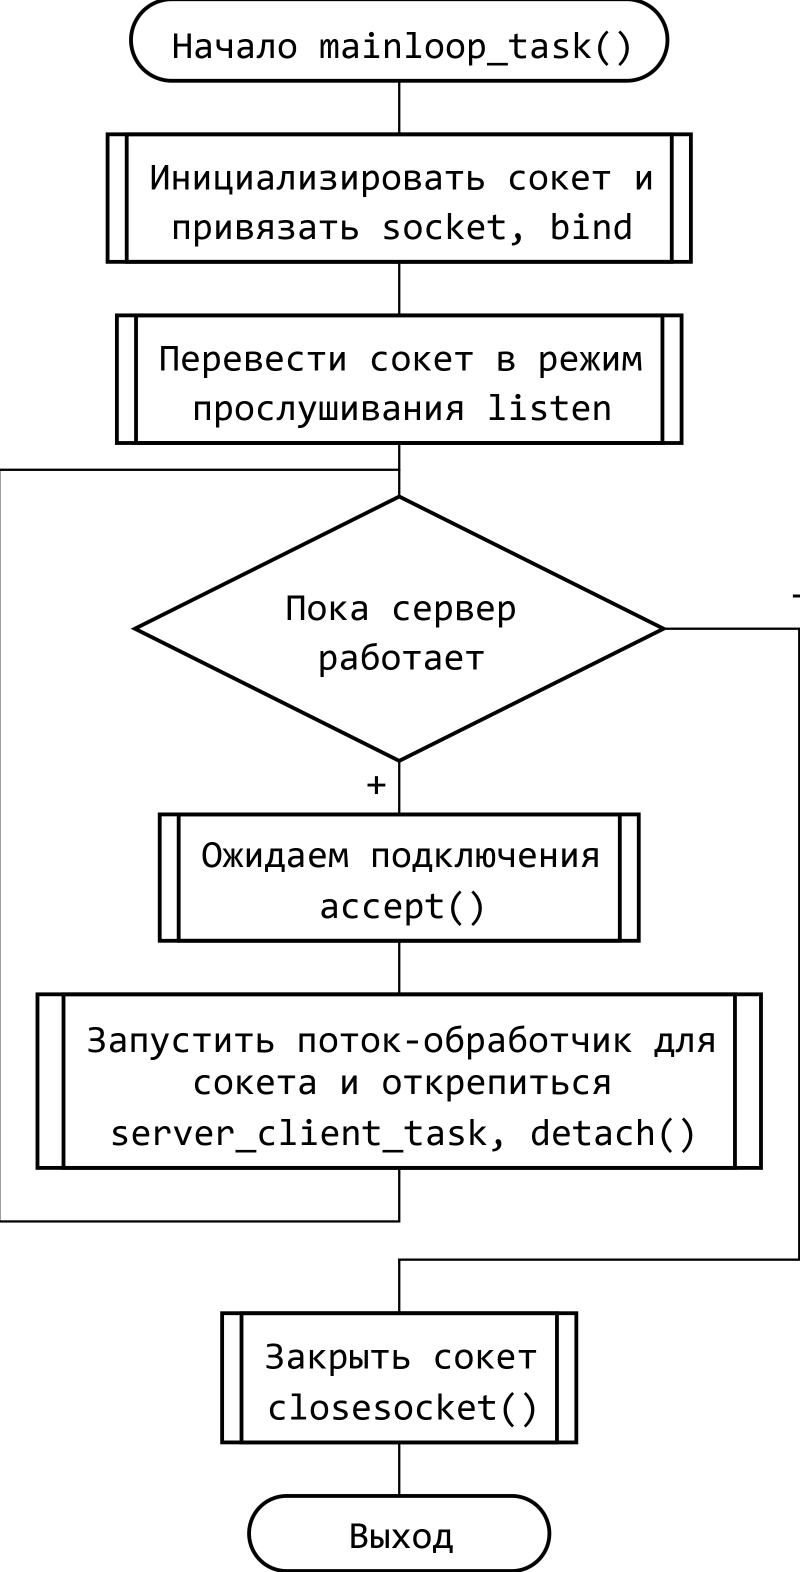 Начало mainloop_task()
Инициализировать сокет и
привязать socket, bind
Перевести сокет в режим
прослушивания listen
Пока сервер
работает
-
+
Ожидаем подключения
accept()
Запустить поток-обработчик для
сокета и открепиться
server_client_task, detach()
Закрыть сокет
closesocket()
Выход